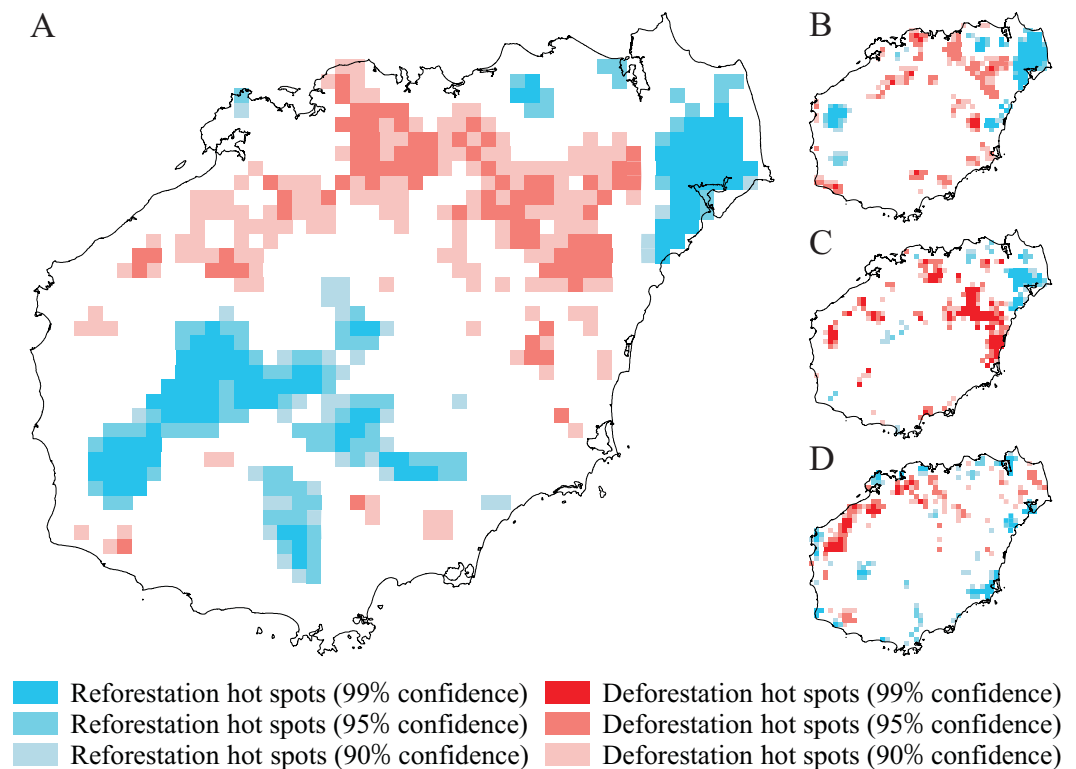 A
B
C
D
Reforestation hot spots (99% confidence)
Reforestation hot spots (95% confidence)
Reforestation hot spots (90% confidence)
Deforestation hot spots (99% confidence)
Deforestation hot spots (95% confidence)
Deforestation hot spots (90% confidence)